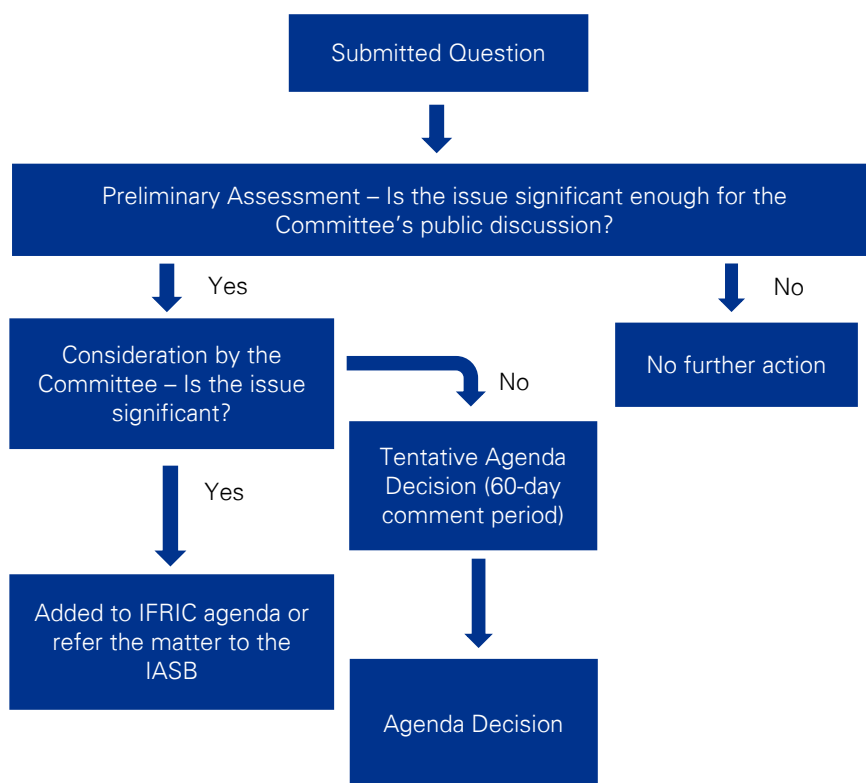 Submitted Question
Preliminary Assessment – Is the issue significant enough for the
Committee's public discussion?
Yes
No
Consideration by the
Committee – Is the issue
significant?
No further action
No
Tentative Agenda
Decision (60-day
comment period)
Yes
Added to IFRIC agenda or
refer the matter to the
IASB
Agenda Decision